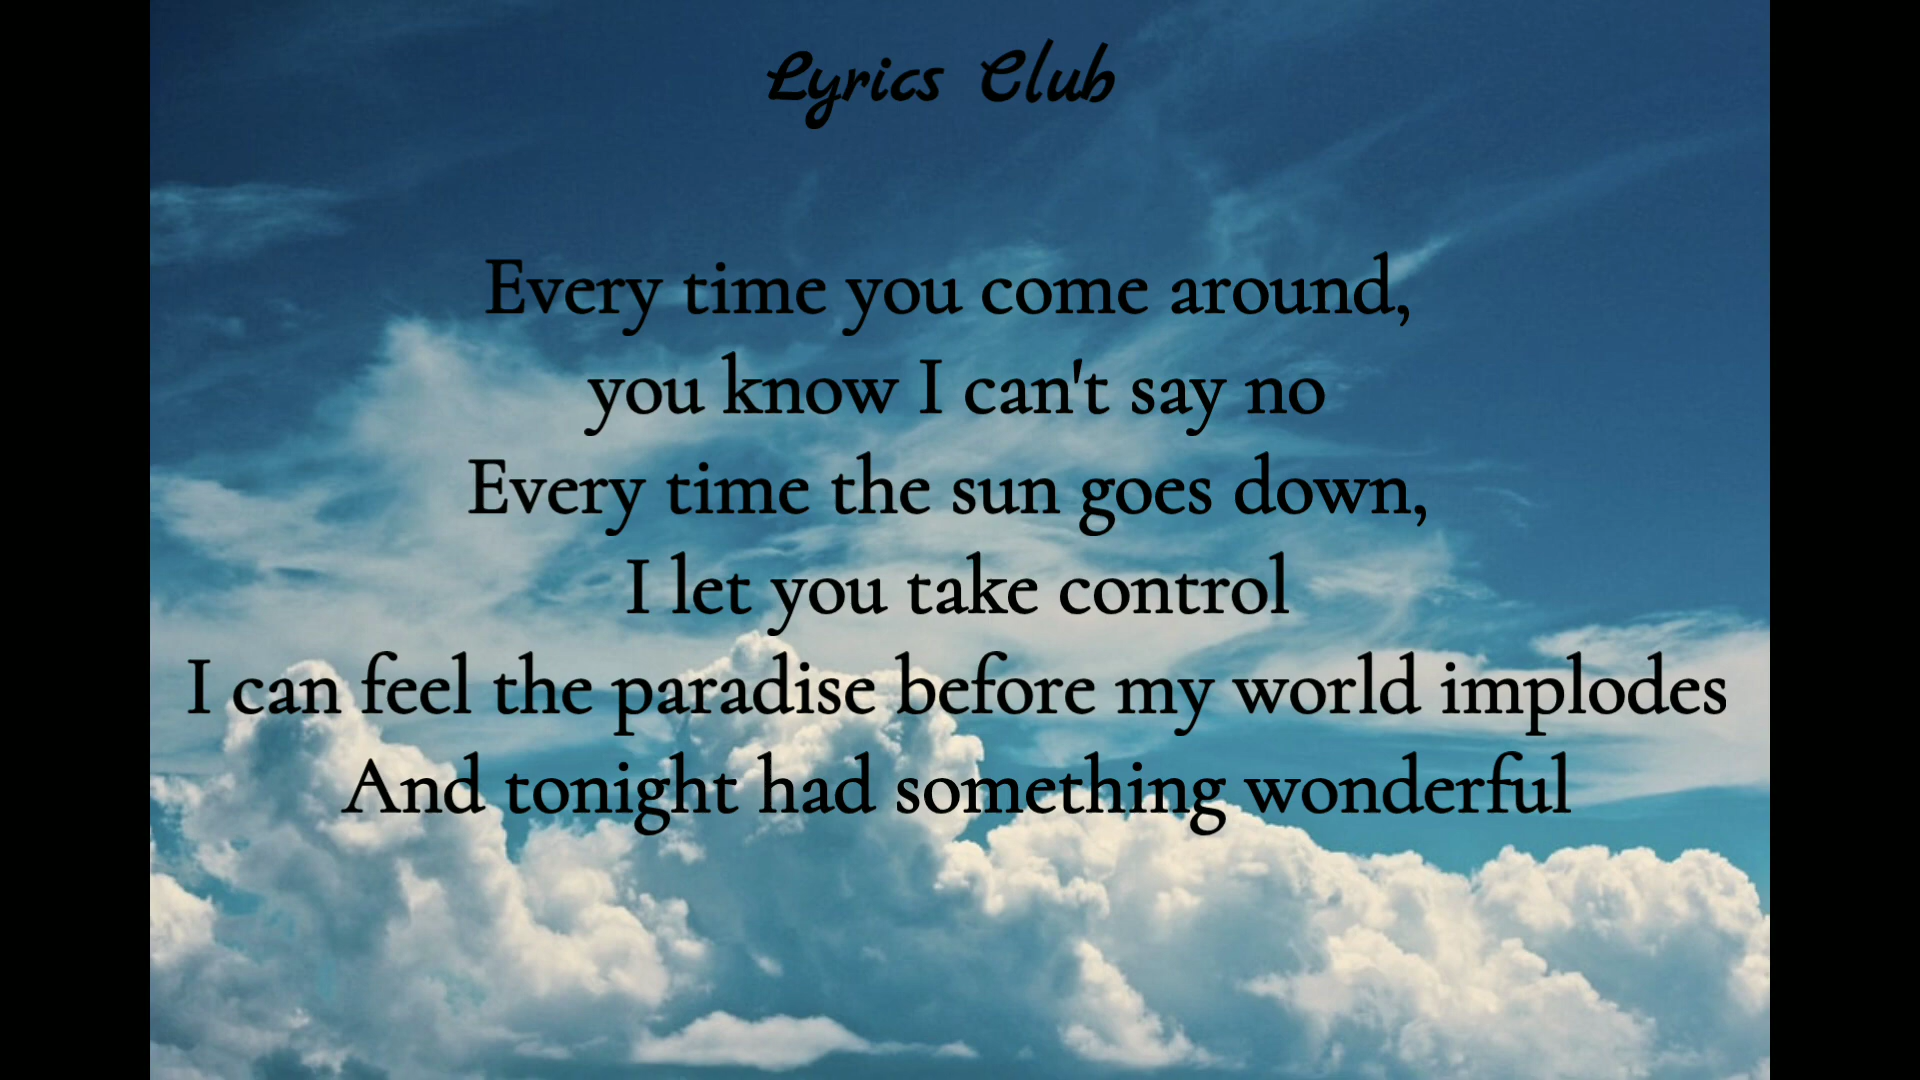 Lyrics Club
Every time you come around,
you know I can't say no
Every time the sun goes down,
I let you take control
I can feel the paradise before my world implodes
And tonight had something wonderful